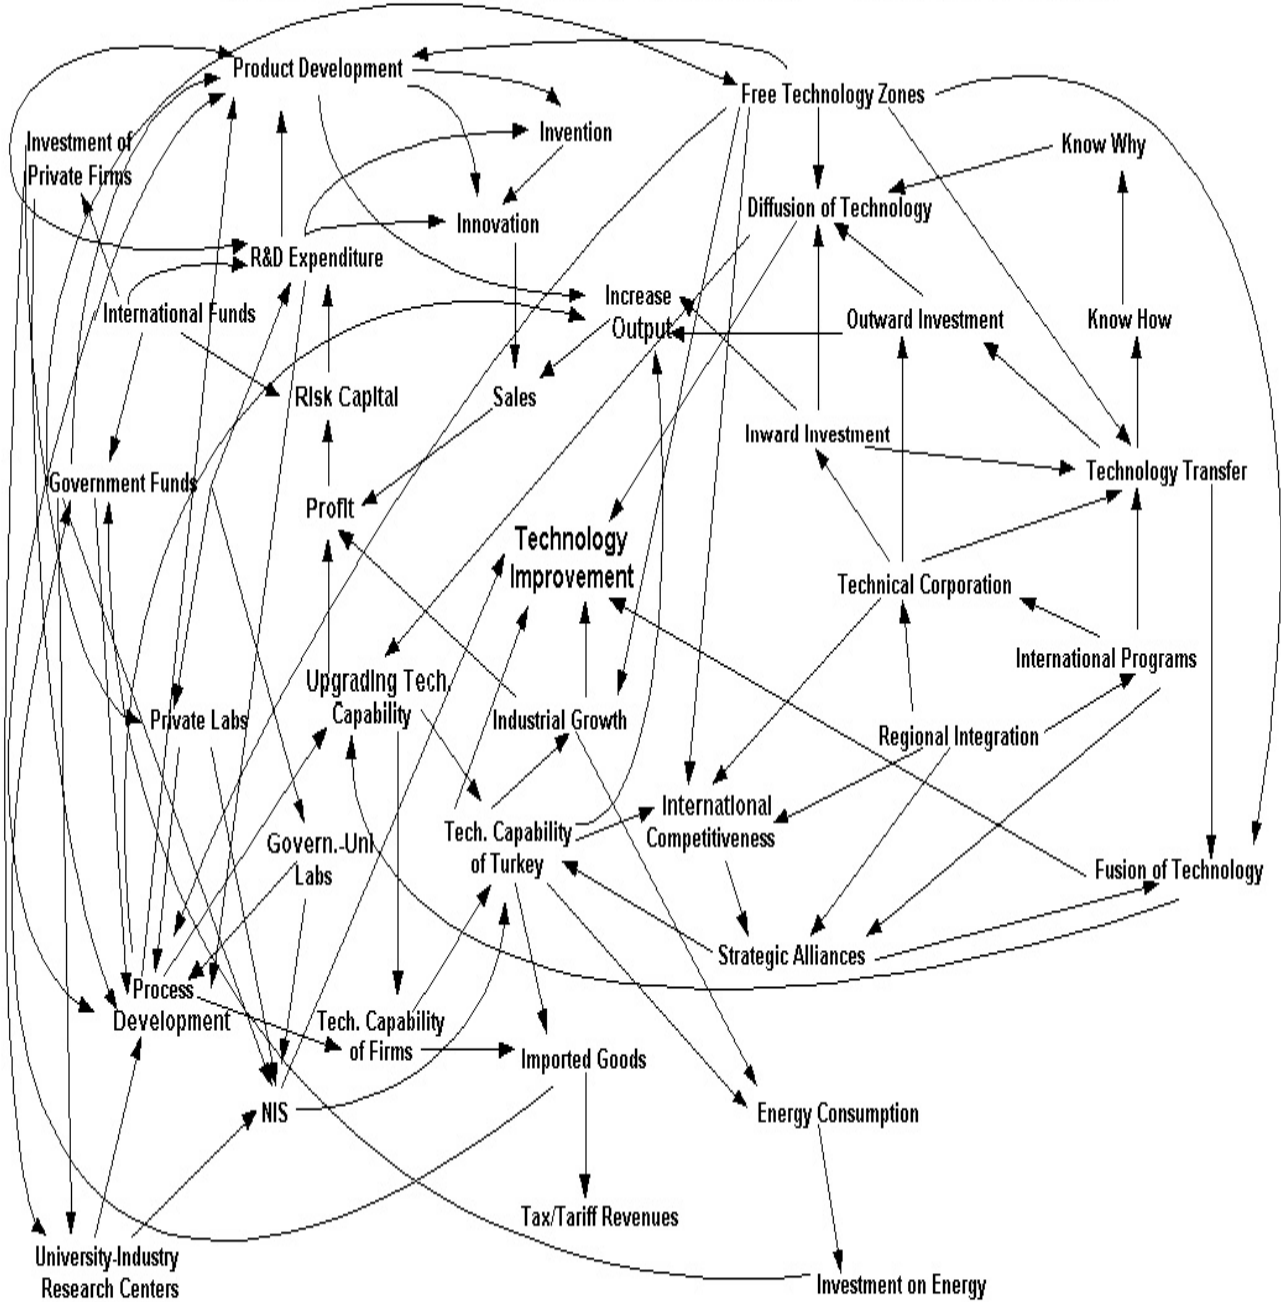 Product Development
Free Technology Zones
Investment of
Private Firms
Invention
Know Why
Innovation
Diffusion of Technology
R&D Expenditure
International Funds
Increase
Output
Outward Investment
Know How
Risk Capital
Sales
Inward Investment
Technology Transfer
Government Funds
Profit
Technology
Improvement
Technical Corporation
International Programs
Upgrading Tech.
Capability
Private Labs
Industrial Growth
Regional Integration
International
Competitiveness
Tech. Capability
of Turkey
Govern.-Uni
Labs
Fusion of Technology
Strategic Alliances
Process
Development
Tech. Capability
of Firms
Imported Goods
NIS
Energy Consumption
Tax/Tariff Revenues
University-Industry
Research Centers
Investment on Energy